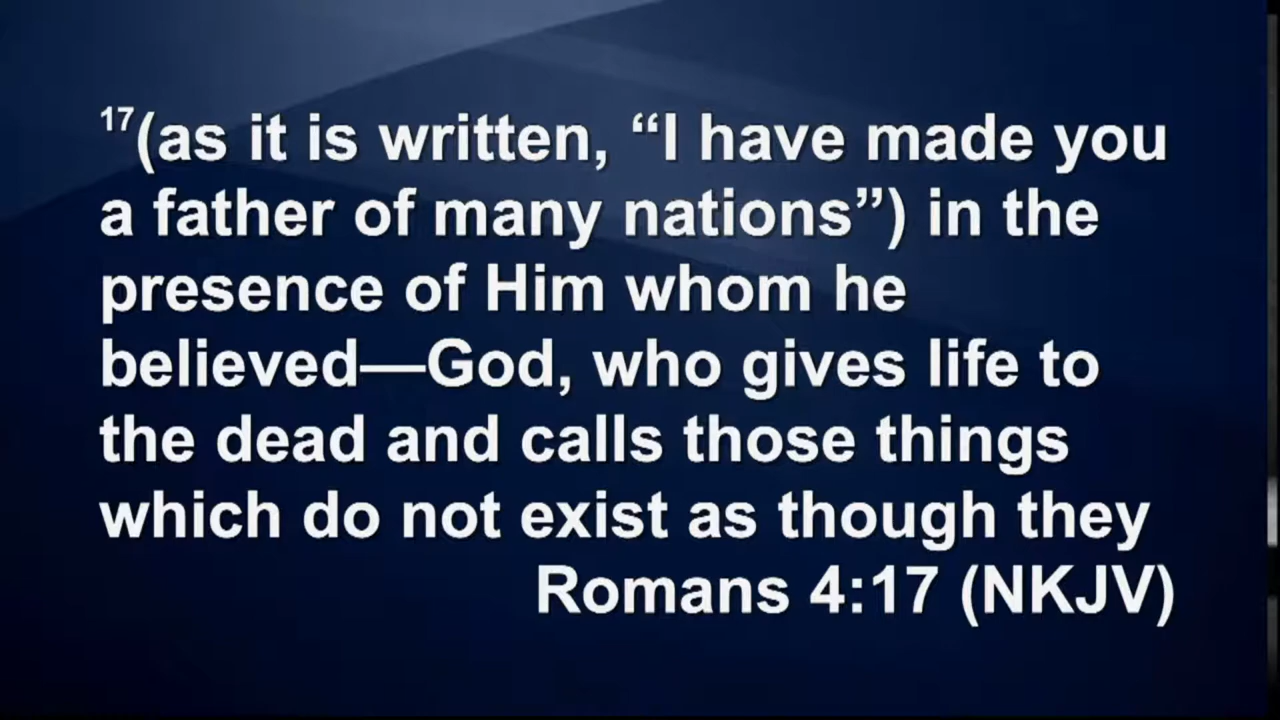 17(as it is written, “I have made you
a father of many nations”) in the
presence of Him whom he
believed—God, who gives life to
the dead and calls those things
which do not exist as though they
Romans 4:17 (NKJV)